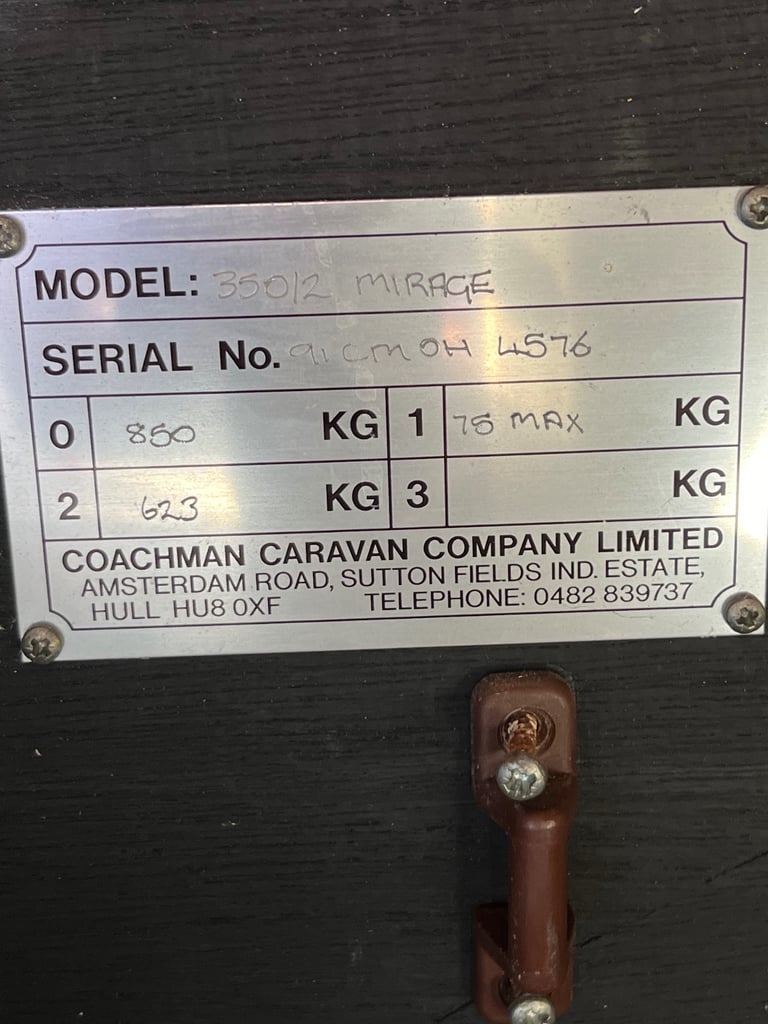 MODEL: 350/2 MIRAGE
SERIAL No. 91CMOH 4576
0 850 KG 1 75 MAX KG
2 623 KG 3 KG
COACHMAN CARAVAN COMPANY LIMITED
AMSTERDAM ROAD, SUTTON FIELDS IND. ESTATE,
HULL HU8 0XF TELEPHONE: 0482 839737